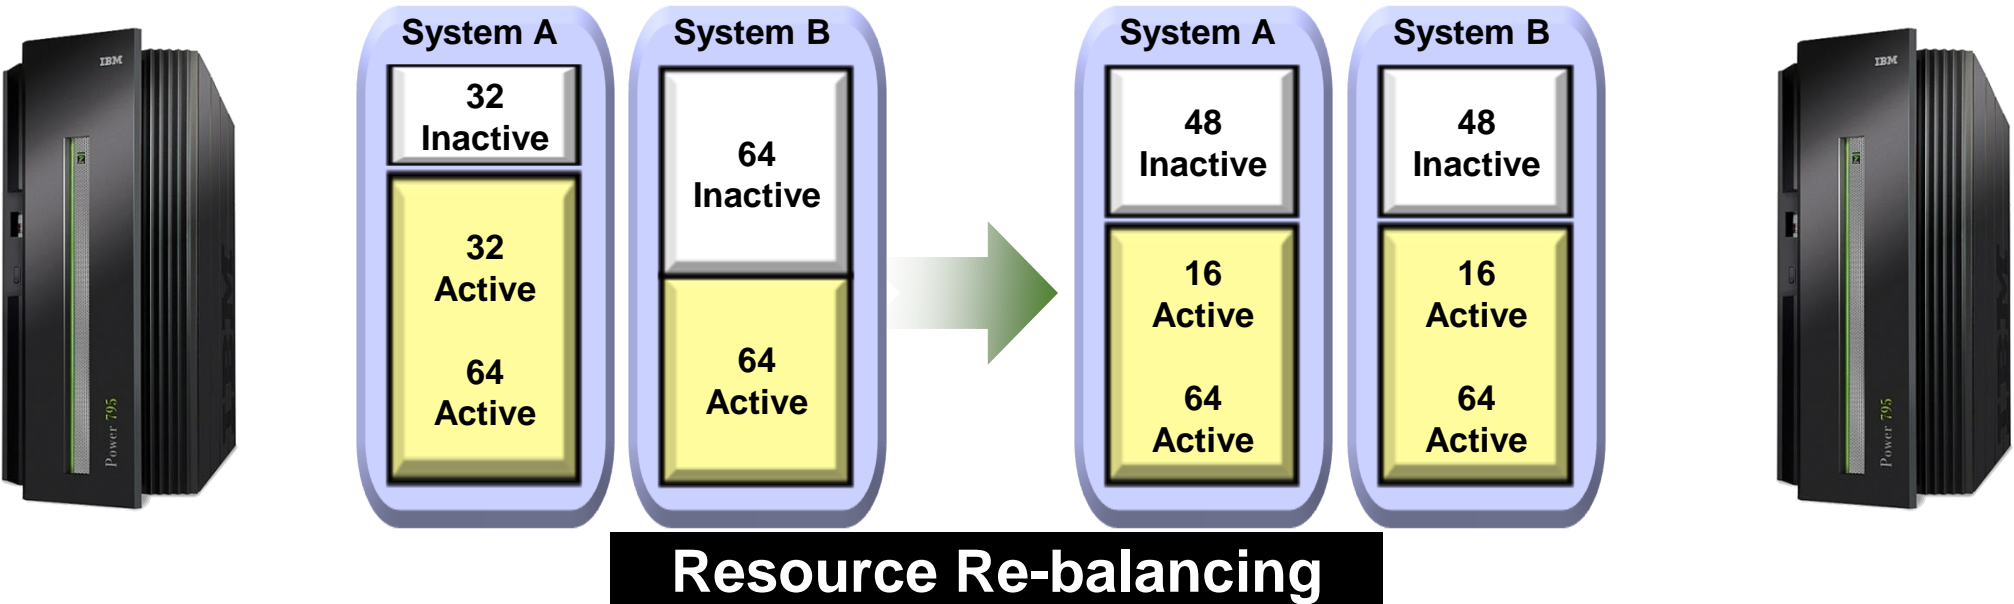 IBM
Power 795
System A
32
Inactive
32
Active
64
Active
System B
64
Inactive
64
Active
System A
48
Inactive
16
Active
64
Active
System B
48
Inactive
16
Active
64
Active
IBM
Power 795
Resource Re-balancing